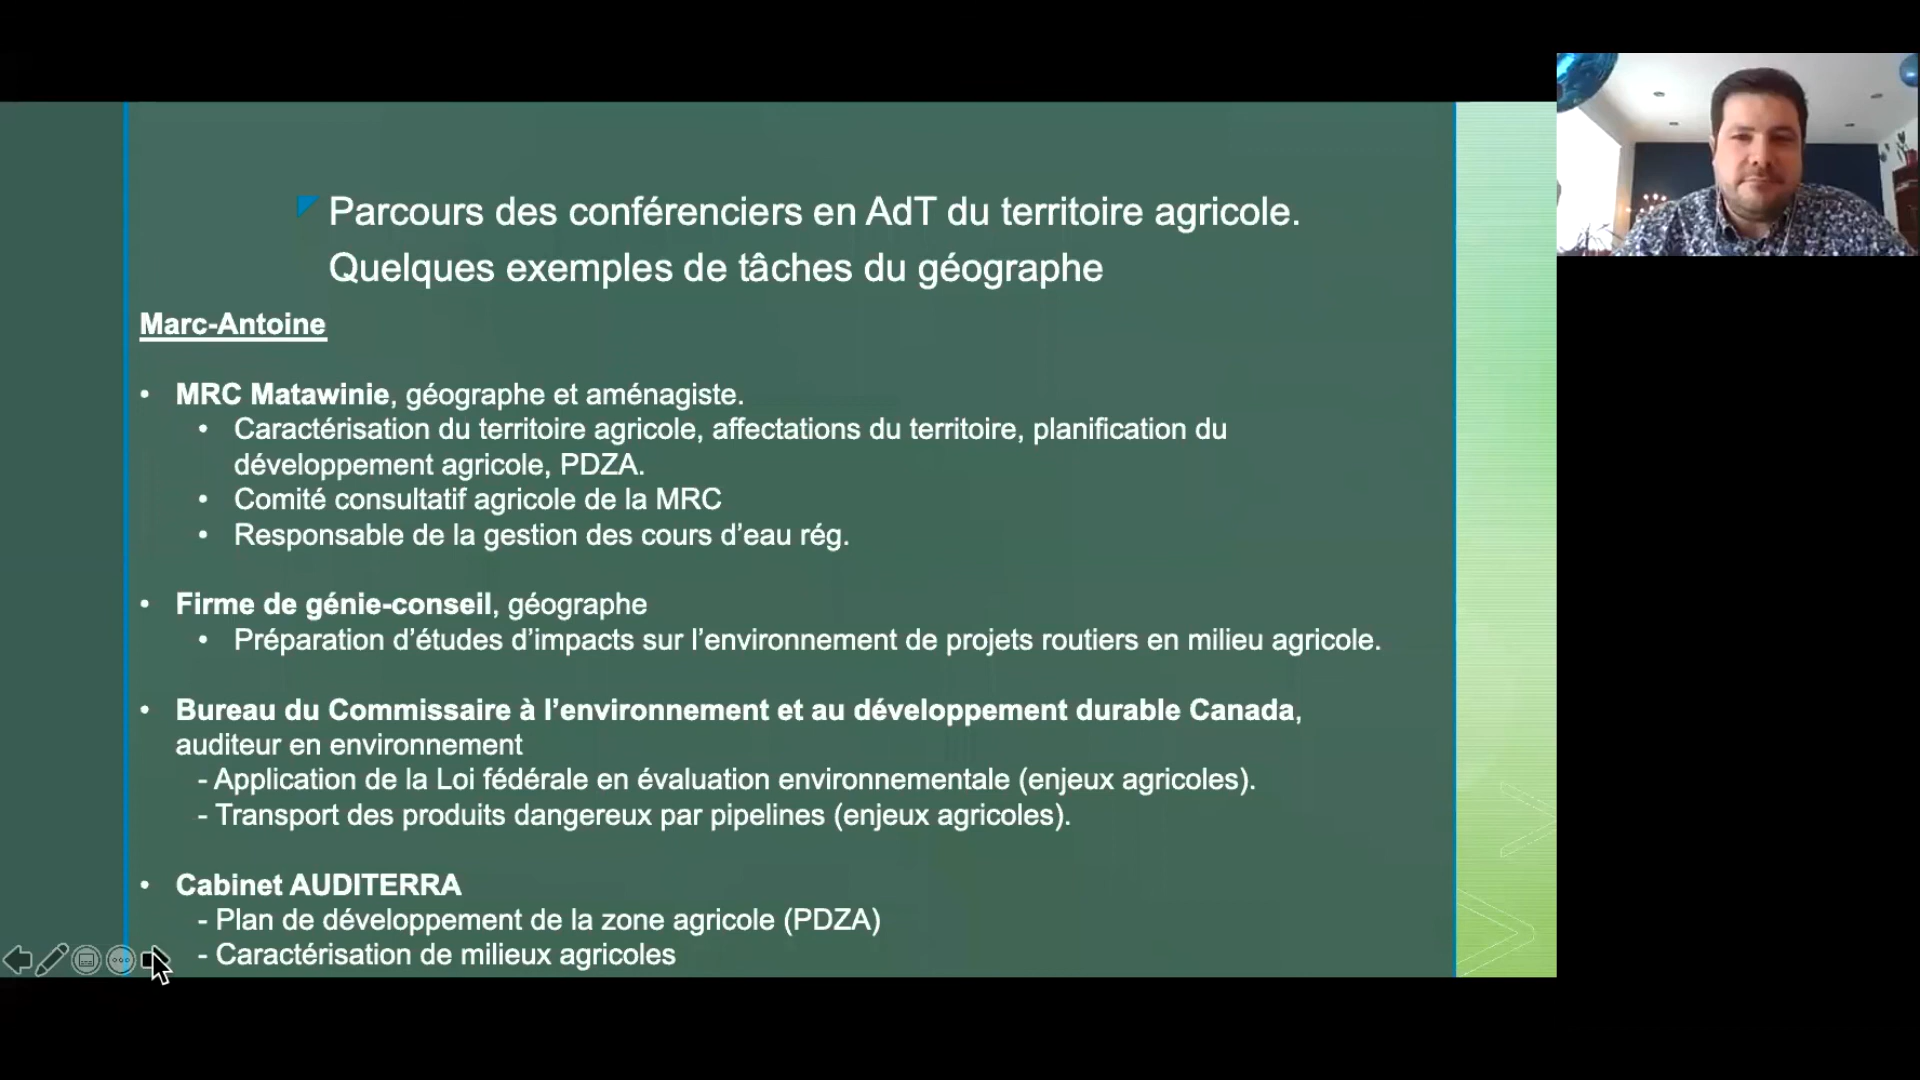 Parcours des conférenciers en AdT du territoire agricole.
Quelques exemples de tâches du géographe
Marc-Antoine
• MRC Matawinie, géographe et aménagiste.
• Caractérisation du territoire agricole, affectations du territoire, planification du
développement agricole, PDZA.
• Comité consultatif agricole de la MRC
• Responsable de la gestion des cours d’eau rég.
• Firme de génie-conseil, géographe
• Préparation d’études d’impacts sur l’environnement de projets routiers en milieu agricole.
• Bureau du Commissaire à l’environnement et au développement durable Canada,
auditeur en environnement
- Application de la Loi fédérale en évaluation environnementale (enjeux agricoles).
- Transport des produits dangereux par pipelines (enjeux agricoles).
• Cabinet AUDITERRA
- Plan de développement de la zone agricole (PDZA)
- Caractérisation de milieux agricoles